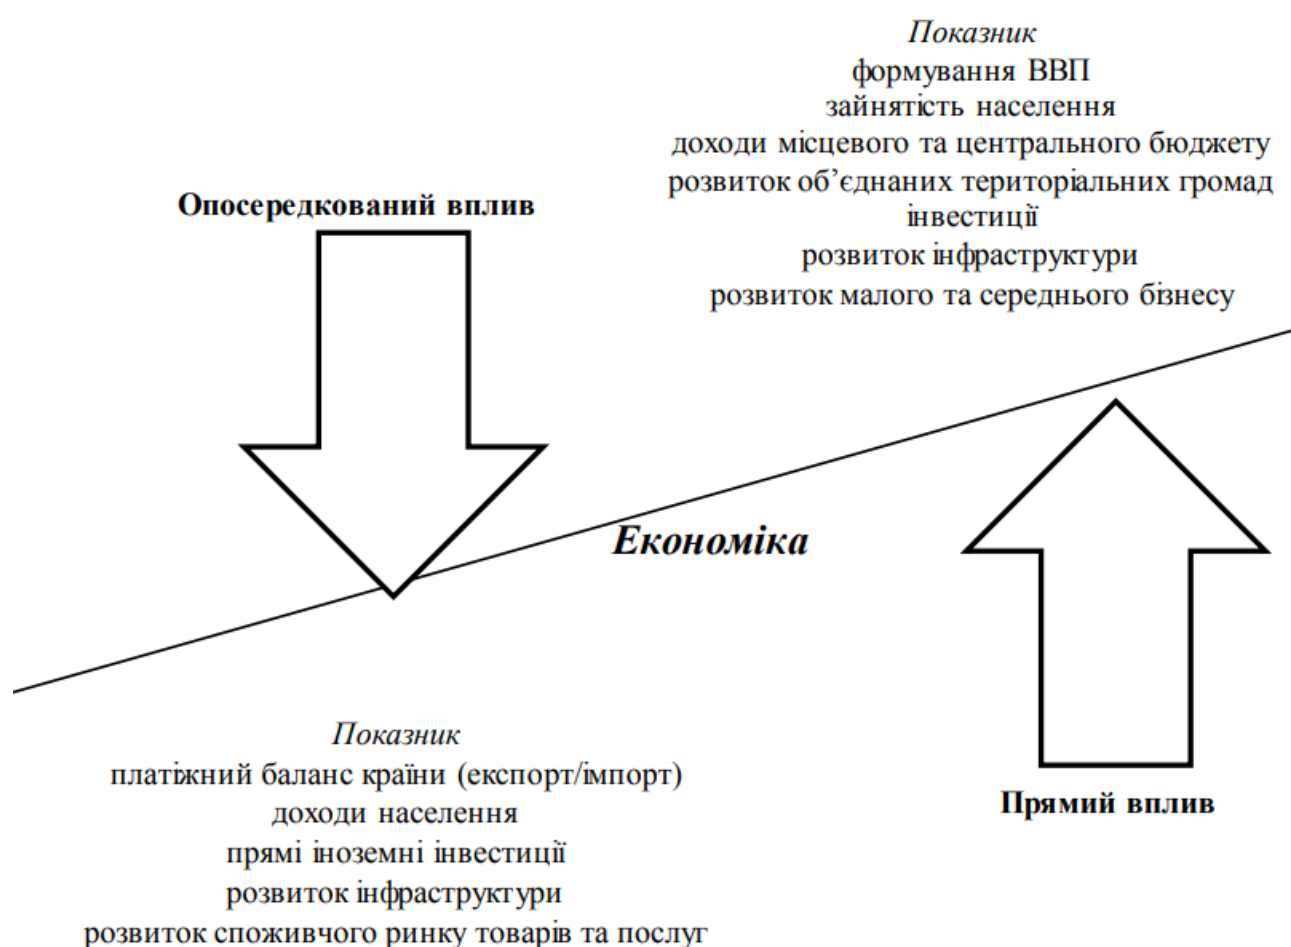 Показник
формування ВВП
зайнятість населення
доходи місцевого та центрального бюджету
розвиток об’єднаних територіальних громад
інвестиції
розвиток інфраструктури
розвиток малого та середнього бізнесу
Опосередкований вплив
Економіка
Прямий вплив
Показник
платіжний баланс країни (експорт/імпорт)
доходи населення
прямі іноземні інвестиції
розвиток інфраструктури
розвиток споживчого ринку товарів та послуг